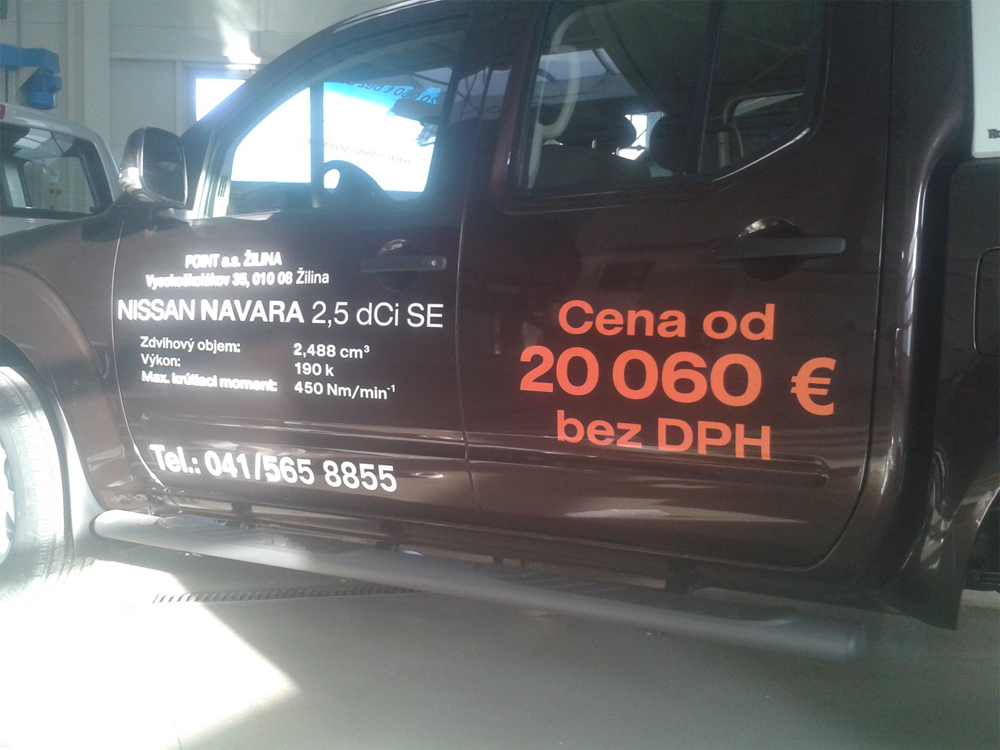 POINT a.s. ŽILINA
Vysokoškolákov 35, 010 08 Žilina
NISSAN NAVARA 2,5 dCi SE
Zdvihový objem: 2,488 cm³
Výkon: 190 k
Max. krútiaci moment: 450 Nm/min⁻¹
Tel.: 041/565 8855
Cena od
20 060 €
bez DPH